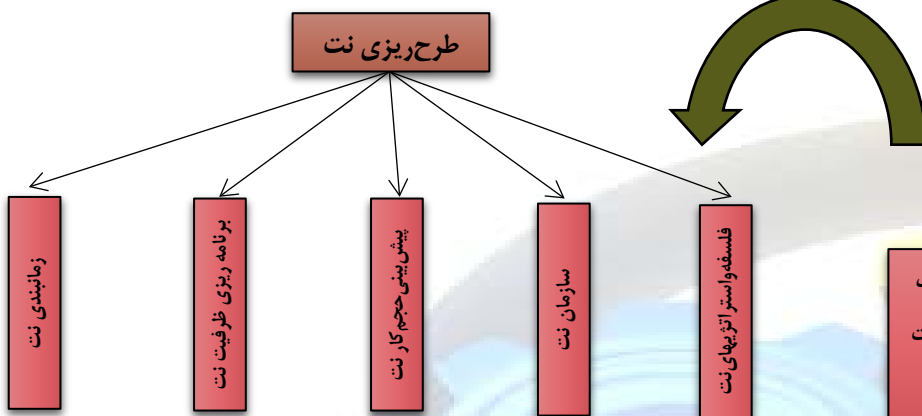 طرح‌ریزی نت
فلسفه‌واستراتژیهای‌نت
سازمان نت
پیش‌بینی‌حجم‌کار نت
برنامه ریزی ظرفیت نت
زمانبندی نت